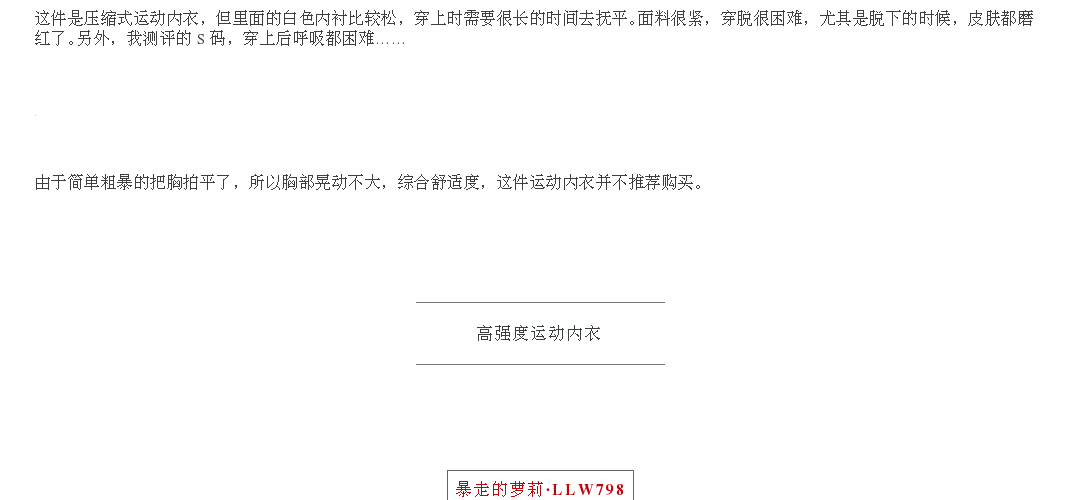 这件是压缩式运动内衣，但里面的白色内衬比较松，穿上时需要很长的时间去抚平。面料很紧，穿脱很困难，尤其是脱下的时候，皮肤都磨
红了。另外，我测评的 S 码，穿上后呼吸都困难……
由于简单粗暴的把胸拍平了，所以胸部晃动不大，综合舒适度，这件运动内衣并不推荐购买。
高强度运动内衣
暴走的萝莉·LLW798